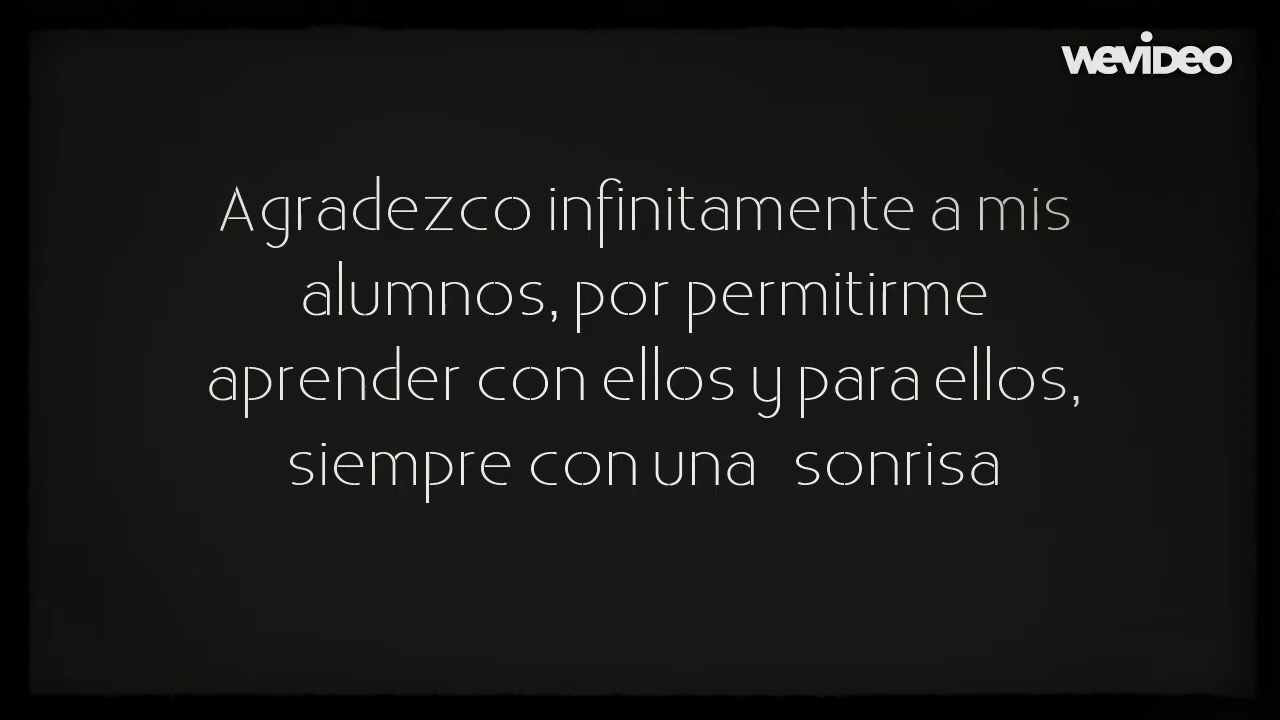 WEVIDEO
Agradezco infinitamente a mis
alumnos, por permitirme
aprender con ellos y para ellos,
siempre con una sonrisa